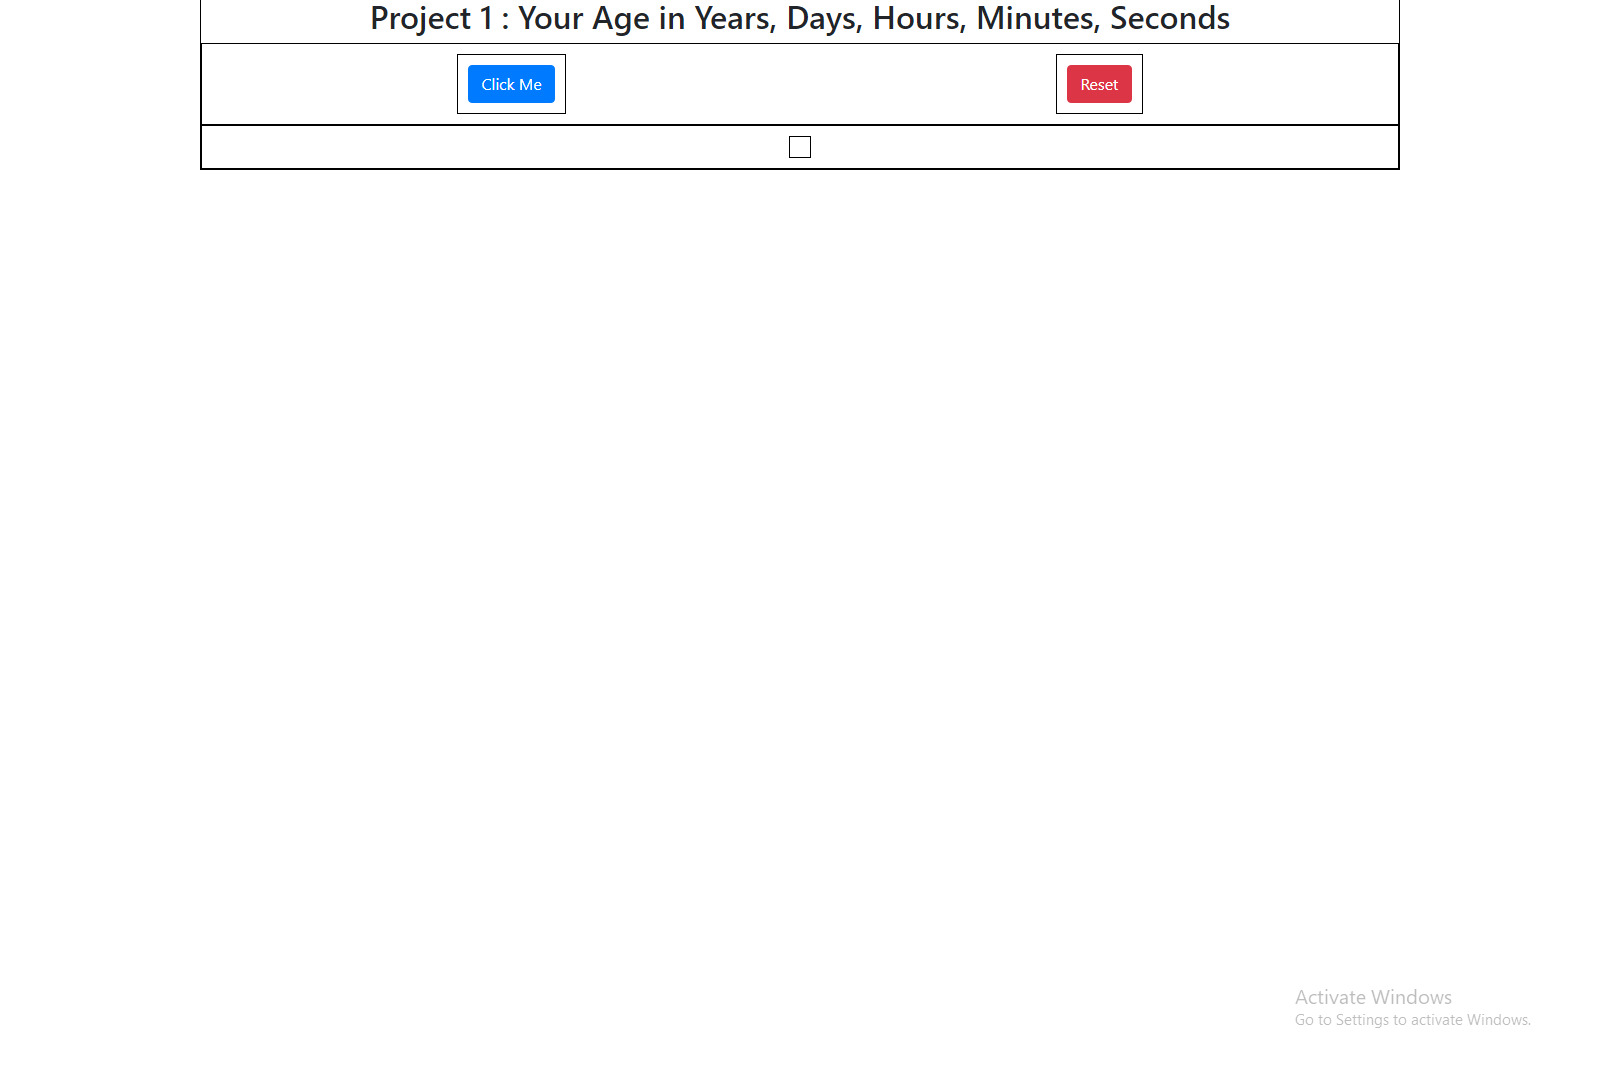 Project 1 : Your Age in Years, Days, Hours, Minutes, Seconds
Click Me
Reset
Activate Windows
Go to Settings to activate Windows.